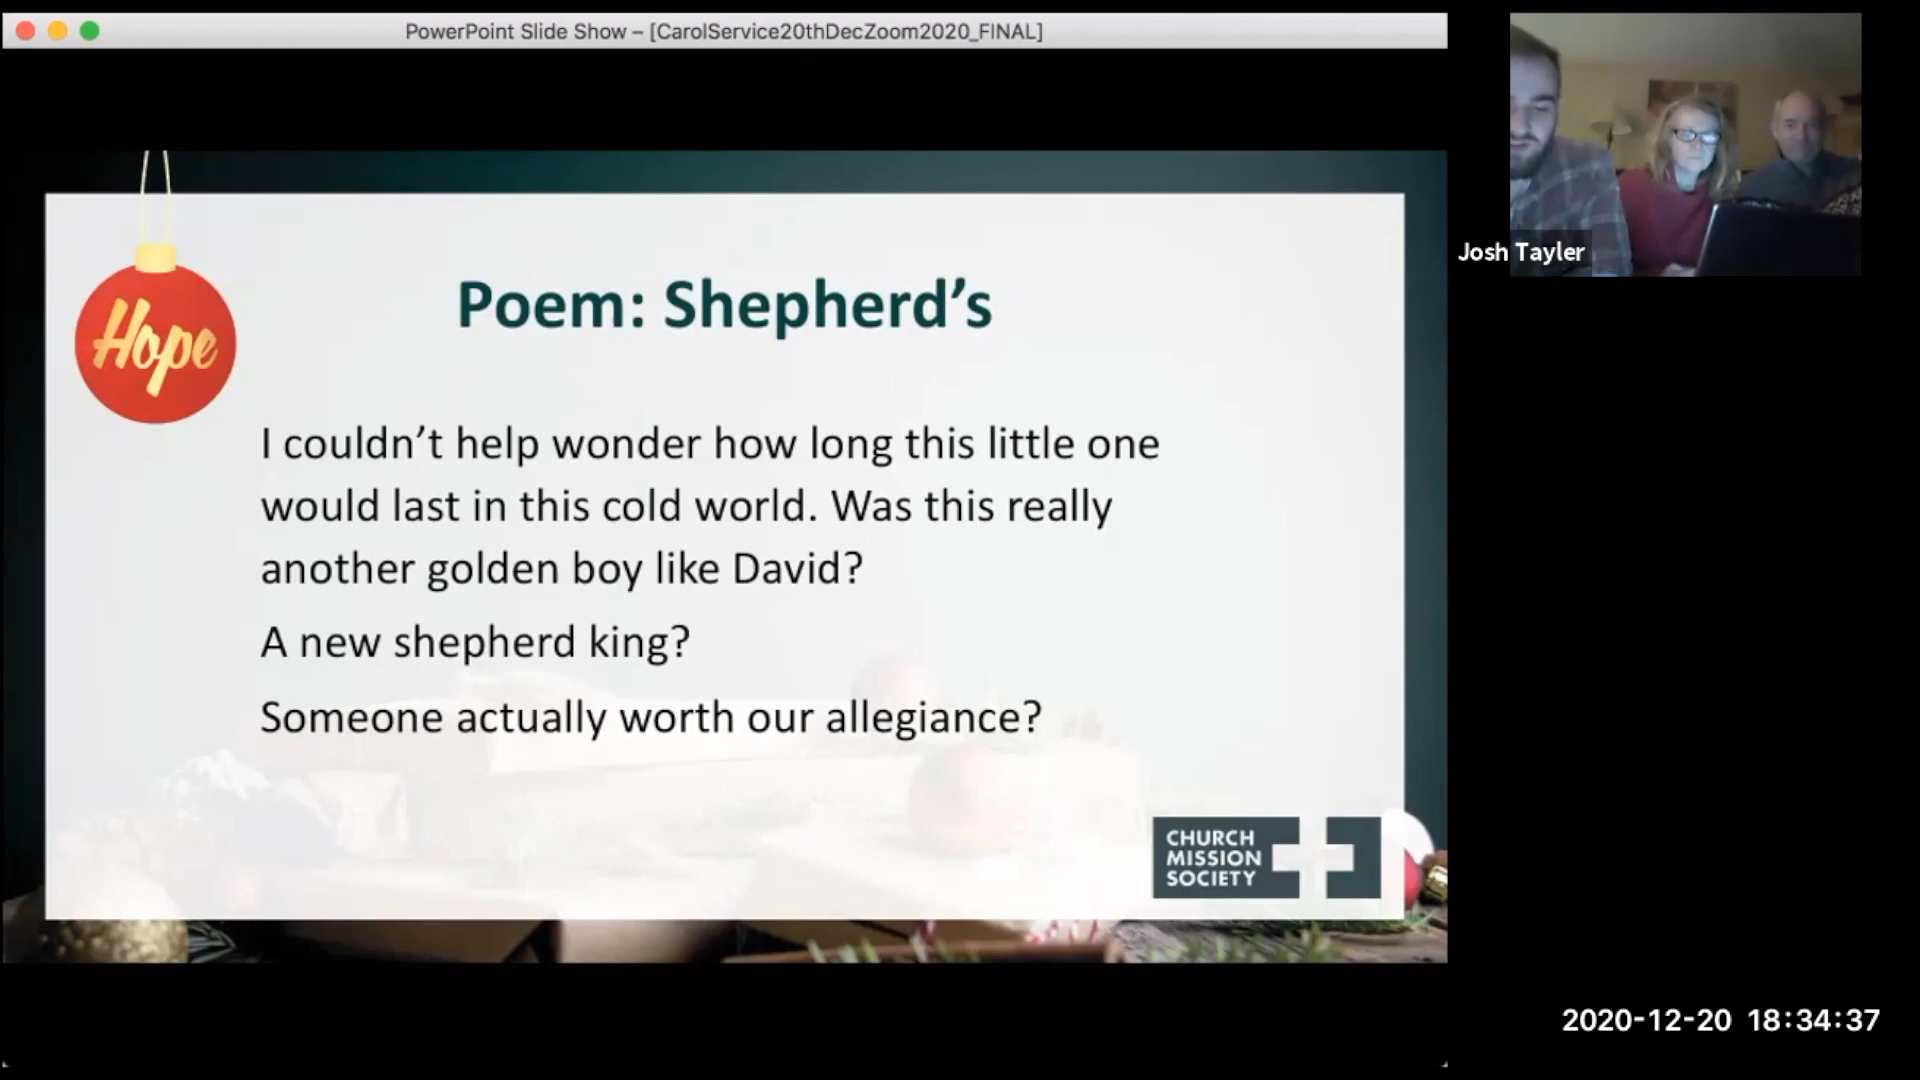 PowerPoint Slide Show – [CarolService20thDecZoom2020_FINAL]
Hope
Poem: Shepherd’s
I couldn’t help wonder how long this little one
would last in this cold world. Was this really
another golden boy like David?
A new shepherd king?
Someone actually worth our allegiance?
CHURCH
MISSION
SOCIETY
Josh Tayler
2020-12-20 18:34:37